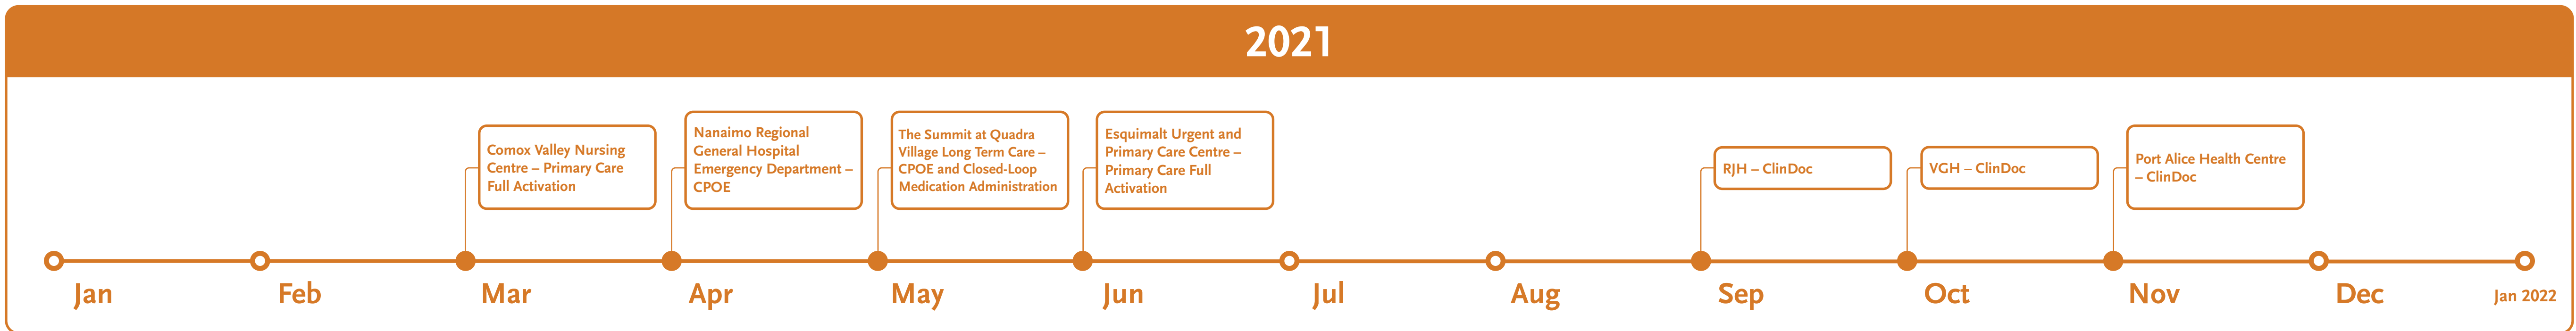 2021
Comox Valley Nursing
Centre – Primary Care
Full Activation
Nanaimo Regional
General Hospital
Emergency Department –
CPOE
The Summit at Quadra
Village Long Term Care –
CPOE and Closed-Loop
Medication Administration
Esquimalt Urgent and
Primary Care Centre –
Primary Care Full
Activation
RJH – ClinDoc
VGH – ClinDoc
Port Alice Health Centre
– ClinDoc
Jan
Feb
Mar
Apr
May
Jun
Jul
Aug
Sep
Oct
Nov
Dec
Jan 2022